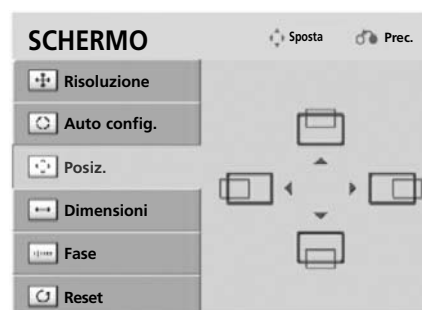 SCHERMO
Sposta
Prec.
Risoluzione
Auto config.
Posiz.
Dimensioni
Fase
Reset